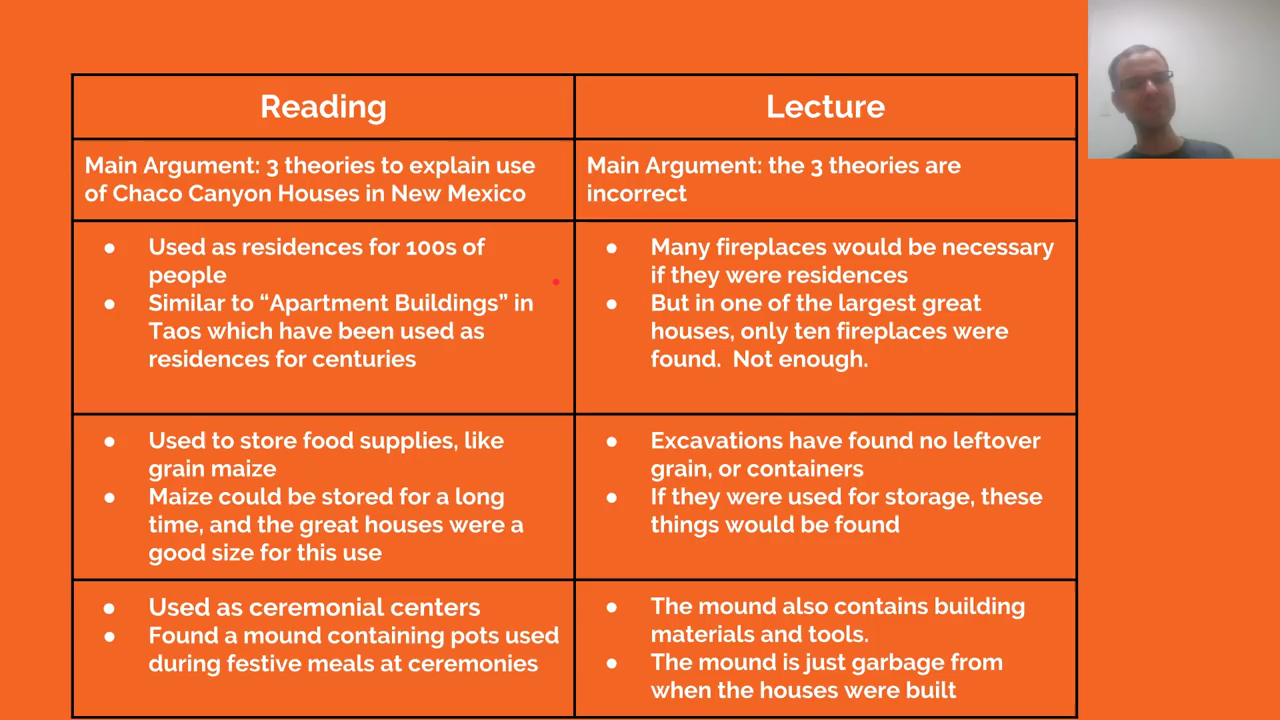 Reading
Lecture
Main Argument: 3 theories to explain use
of Chaco Canyon Houses in New Mexico
Main Argument: the 3 theories are
incorrect
● Used as residences for 100s of
people
● Similar to “Apartment Buildings” in
Taos which have been used as
residences for centuries
● Many fireplaces would be necessary
if they were residences
● But in one of the largest great
houses, only ten fireplaces were
found.  Not enough.
● Used to store food supplies, like
grain maize
● Maize could be stored for a long
time, and the great houses were a
good size for this use
● Excavations have found no leftover
grain, or containers
● If they were used for storage, these
things would be found
● Used as ceremonial centers
● Found a mound containing pots used
during festive meals at ceremonies
● The mound also contains building
materials and tools.
● The mound is just garbage from
when the houses were built